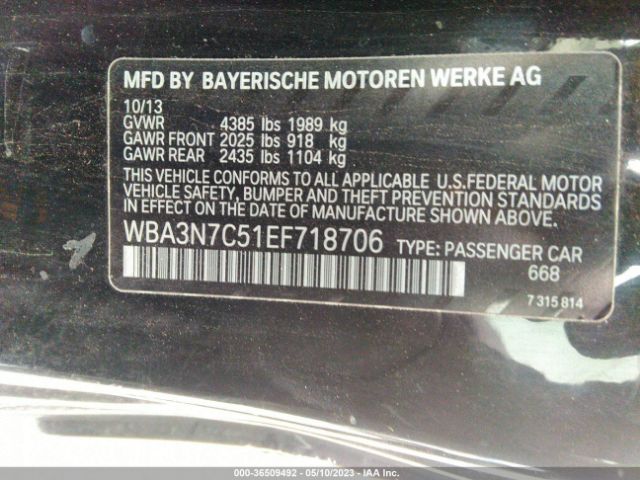 MFD BY BAYERISCHE MOTOREN WERKE AG
10/13
GVWR 4385 lbs 1989 kg
GAWR FRONT 2025 lbs 918 kg
GAWR REAR 2435 lbs 1104 kg
THIS VEHICLE CONFORMS TO ALL APPLICABLE U.S.FEDERAL MOTOR
VEHICLE SAFETY, BUMPER AND THEFT PREVENTION STANDARDS
IN EFFECT ON THE DATE OF MANUFACTURE SHOWN ABOVE.
WBA3N7C51EF718706 TYPE: PASSENGER CAR
668
7 315 814
000-36509492 - 05/10/2023 - IAA Inc.